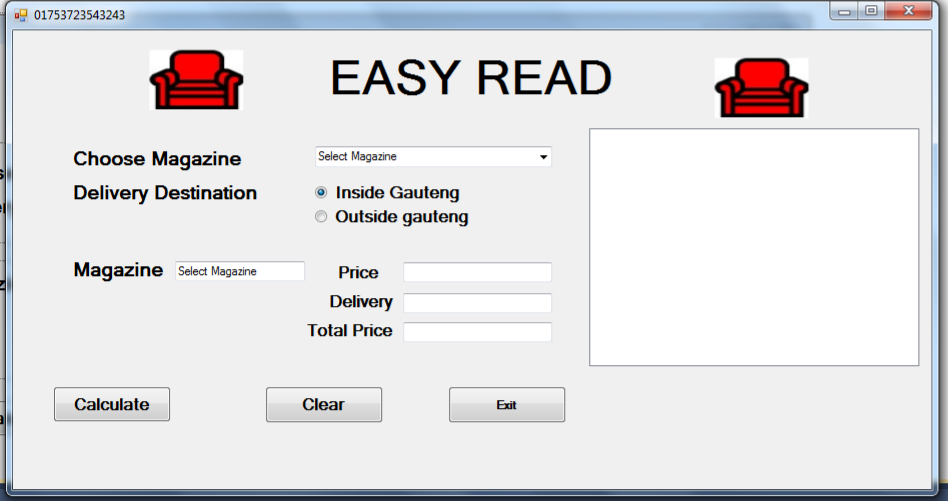 01753723543243
EASY READ
Choose Magazine
Select Magazine
Delivery Destination
Inside Gauteng
Outside gauteng
Magazine
Select Magazine
Price
Delivery
Total Price
Calculate
Clear
Exit